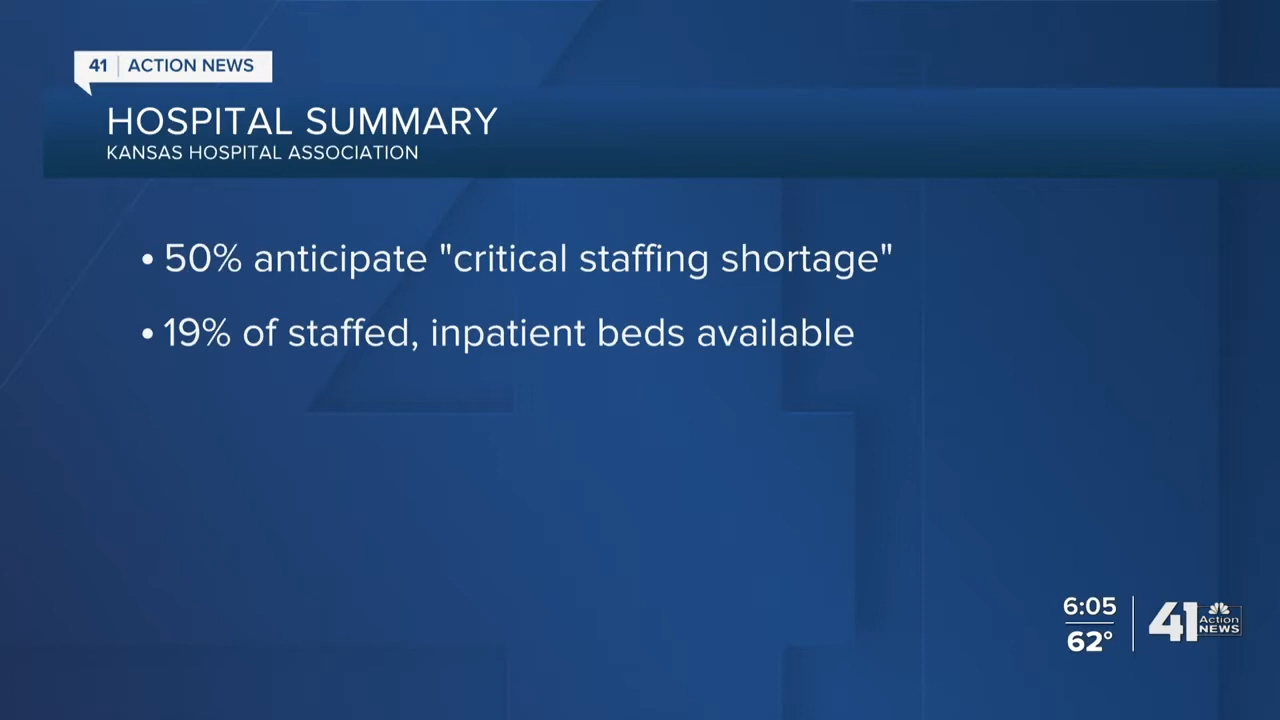 41 | ACTION NEWS
HOSPITAL SUMMARY
KANSAS HOSPITAL ASSOCIATION
• 50% anticipate "critical staffing shortage"
• 19% of staffed, inpatient beds available
6:05
62°
41 Action
NEWS